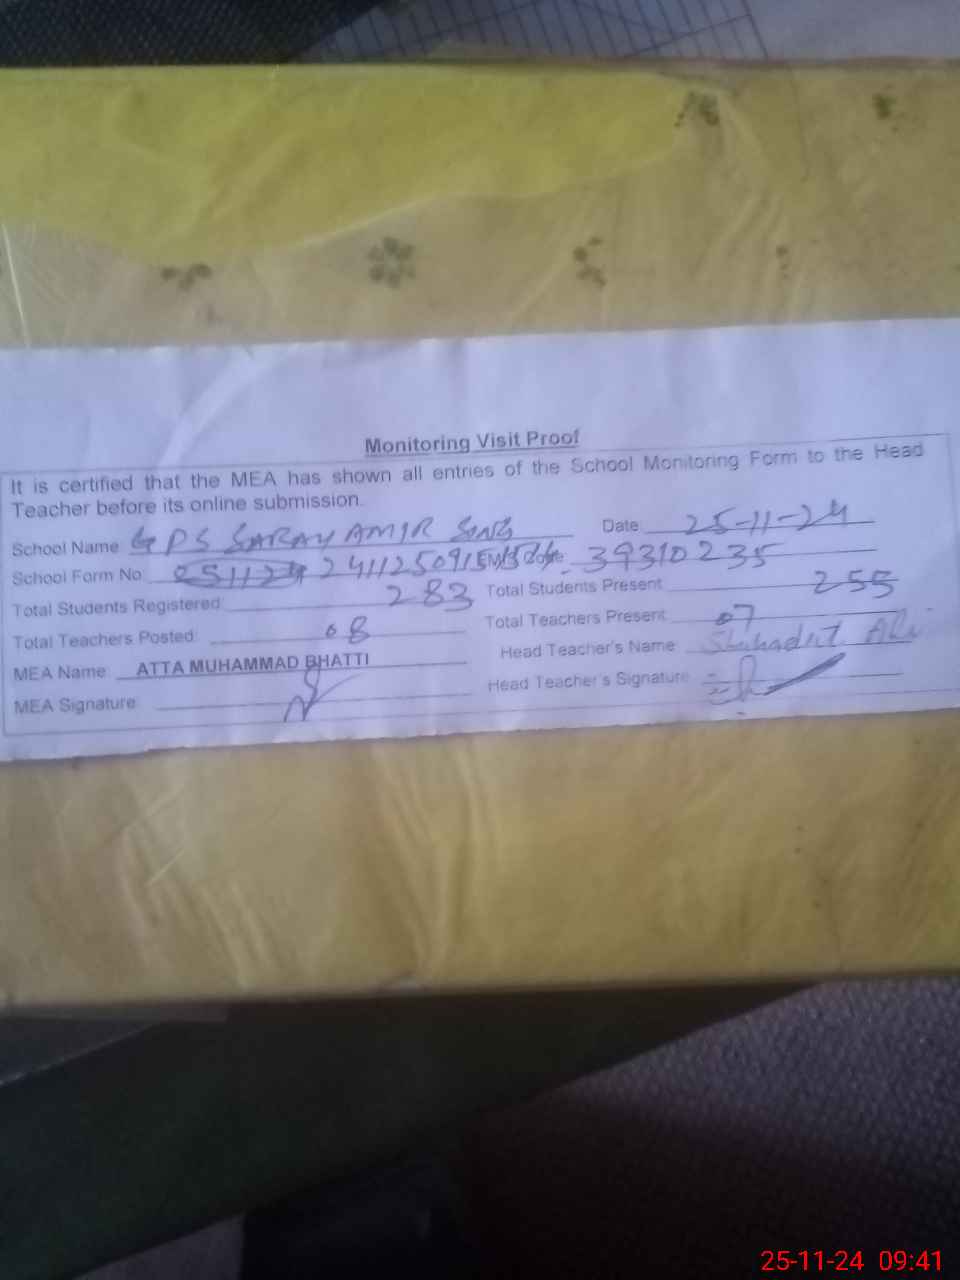 Monitoring Visit Proof
It is certified that the MEA has shown all entries of the School Monitoring Form to the Head
Teacher before its online submission.
School Name GPS SARAY AMIR SING Date 25-11-24
School Form No 251124 241125091 Code 39310235
Total Students Registered 283 Total Students Present 255
Total Teachers Posted: 08 Total Teachers Present 07
MEA Name: ATTA MUHAMMAD BHATTI Head Teacher's Name Shahadat Ali
MEA Signature Head Teacher's Signature
25-11-24 09:41